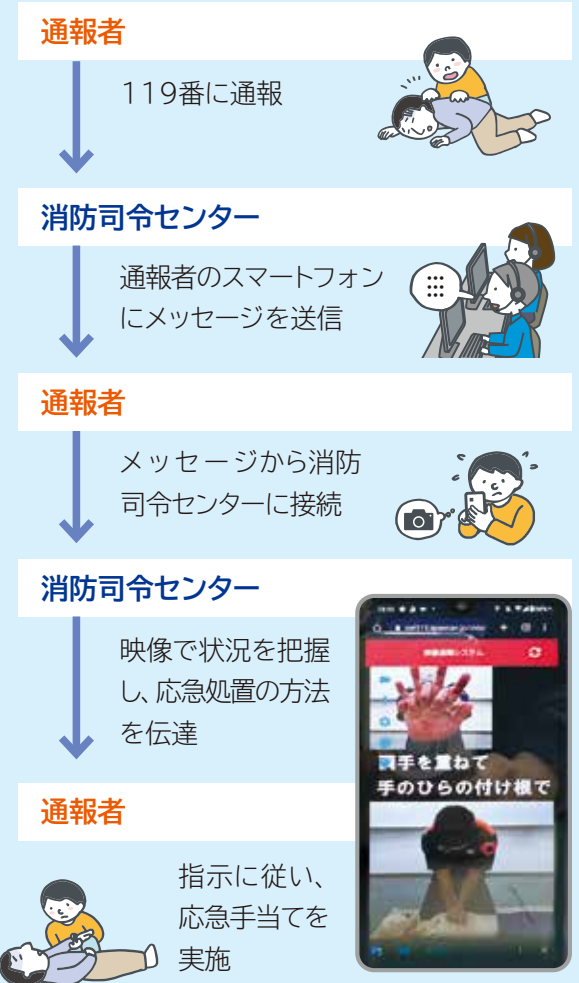 通報者
119番に通報
消防司令センター
通報者のスマートフォン
にメッセージを送信
通報者
メッセージから消防
司令センターに接続
消防司令センター
映像で状況を把握
し、応急処置の方法
を伝達
両手を重ねて
手のひらの付け根で
通報者
指示に従い、
応急手当てを
実施